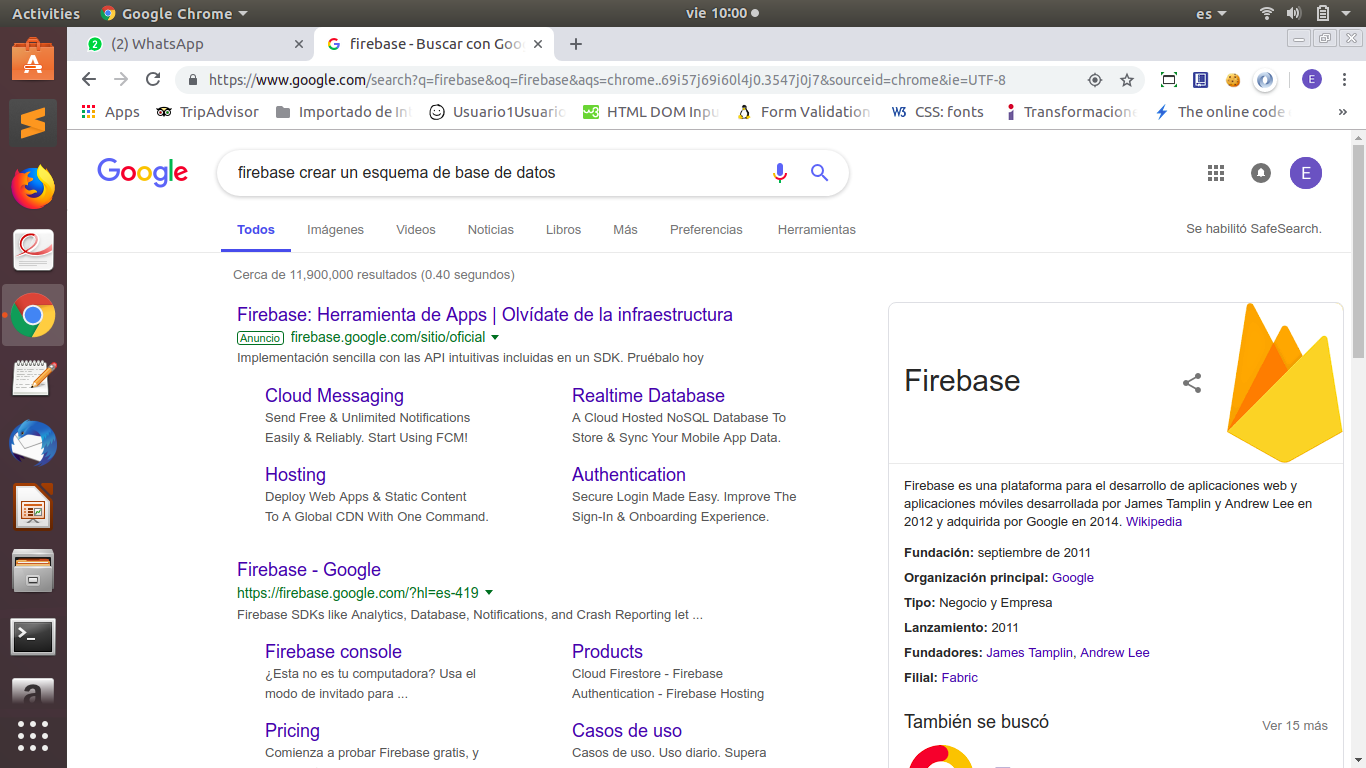 Activities
Google Chrome
vie 10:00
es
2
(2) WhatsApp
firebase - Buscar con Goo
https://www.google.com/search?q=firebase&oq=firebase&aqs=chrome..69i57j69i60l4j0.3547j0j7&sourceid=chrome&ie=UTF-8
E
Apps
TripAdvisor
Importado de In
Usuario1Usuario
HTML DOM Inpu
Form Validation
W3 CSS: fonts
Transformacione
The online code
»
Google
firebase crear un esquema de base de datos
E
Todos
Imágenes
Videos
Noticias
Libros
Más
Preferencias
Herramientas
Se habilitó SafeSearch.
Cerca de 11,900,000 resultados (0.40 segundos)
Firebase: Herramienta de Apps | Olvídate de la infraestructura
Anuncio firebase.google.com/sitio/oficial
Implementación sencilla con las API intuitivas incluidas en un SDK. Pruébalo hoy
Cloud Messaging
Send Free & Unlimited Notifications
Easily & Reliably. Start Using FCM!
Realtime Database
A Cloud Hosted NoSQL Database To
Store & Sync Your Mobile App Data.
Hosting
Deploy Web Apps & Static Content
To A Global CDN With One Command.
Authentication
Secure Login Made Easy. Improve The
Sign-In & Onboarding Experience.
Firebase - Google
https://firebase.google.com/?hl=es-419
Firebase SDKs like Analytics, Database, Notifications, and Crash Reporting let ...
Firebase console
¿Esta no es tu computadora? Usa el
modo de invitado para ...
Products
Cloud Firestore - Firebase
Authentication - Firebase Hosting
Pricing
Comienza a probar Firebase gratis, y
Casos de uso
Casos de uso. Uso diario. Supera
Firebase
Firebase es una plataforma para el desarrollo de aplicaciones web y
aplicaciones móviles desarrollada por James Tamplin y Andrew Lee en
2012 y adquirida por Google en 2014. Wikipedia
Fundación: septiembre de 2011
Organización principal: Google
Tipo: Negocio y Empresa
Lanzamiento: 2011
Fundadores: James Tamplin, Andrew Lee
Filial: Fabric
También se buscó
Ver 15 más